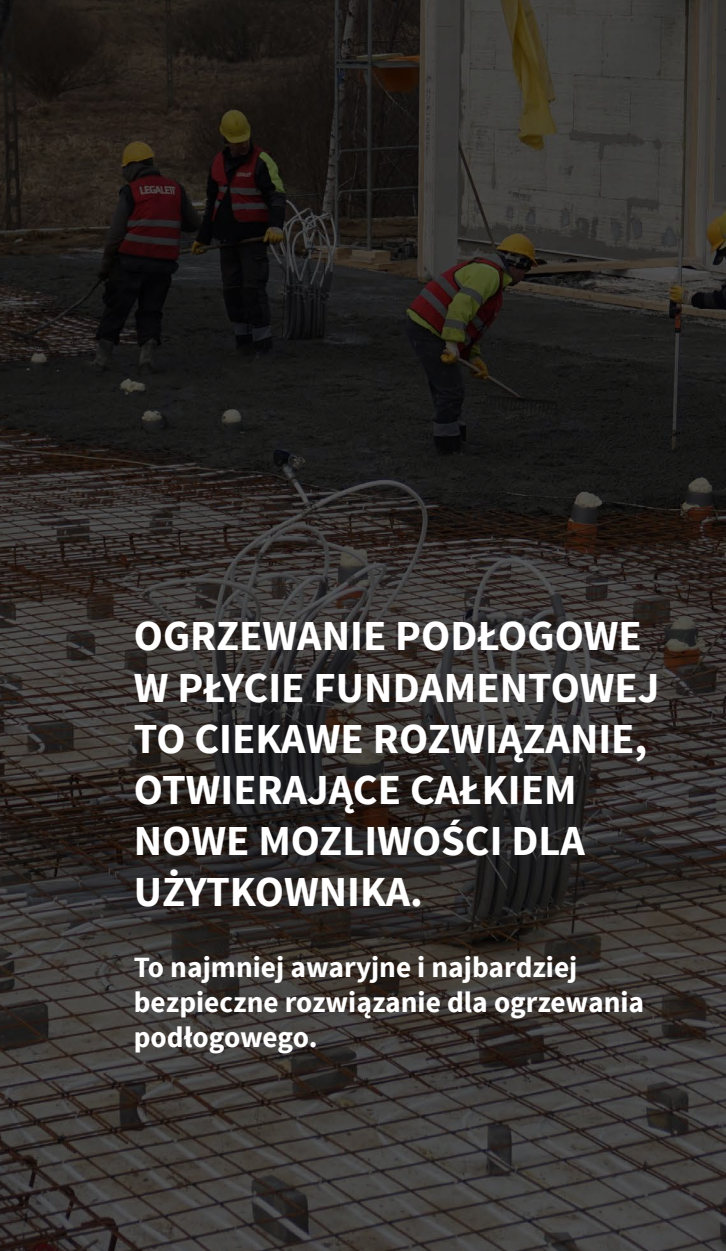 LEGALETT
OGRZEWANIE PODŁOGOWE
W PŁYCIE FUNDAMENTOWEJ
TO CIEKAWE ROZWIĄZANIE,
OTWIERAJĄCE CAŁKIEM
NOWE MOZLIWOŚCI DLA
UŻYTKOWNIKA.
To najmniej awaryjne i najbardziej
bezpieczne rozwiązanie dla ogrzewania
podłogowego.